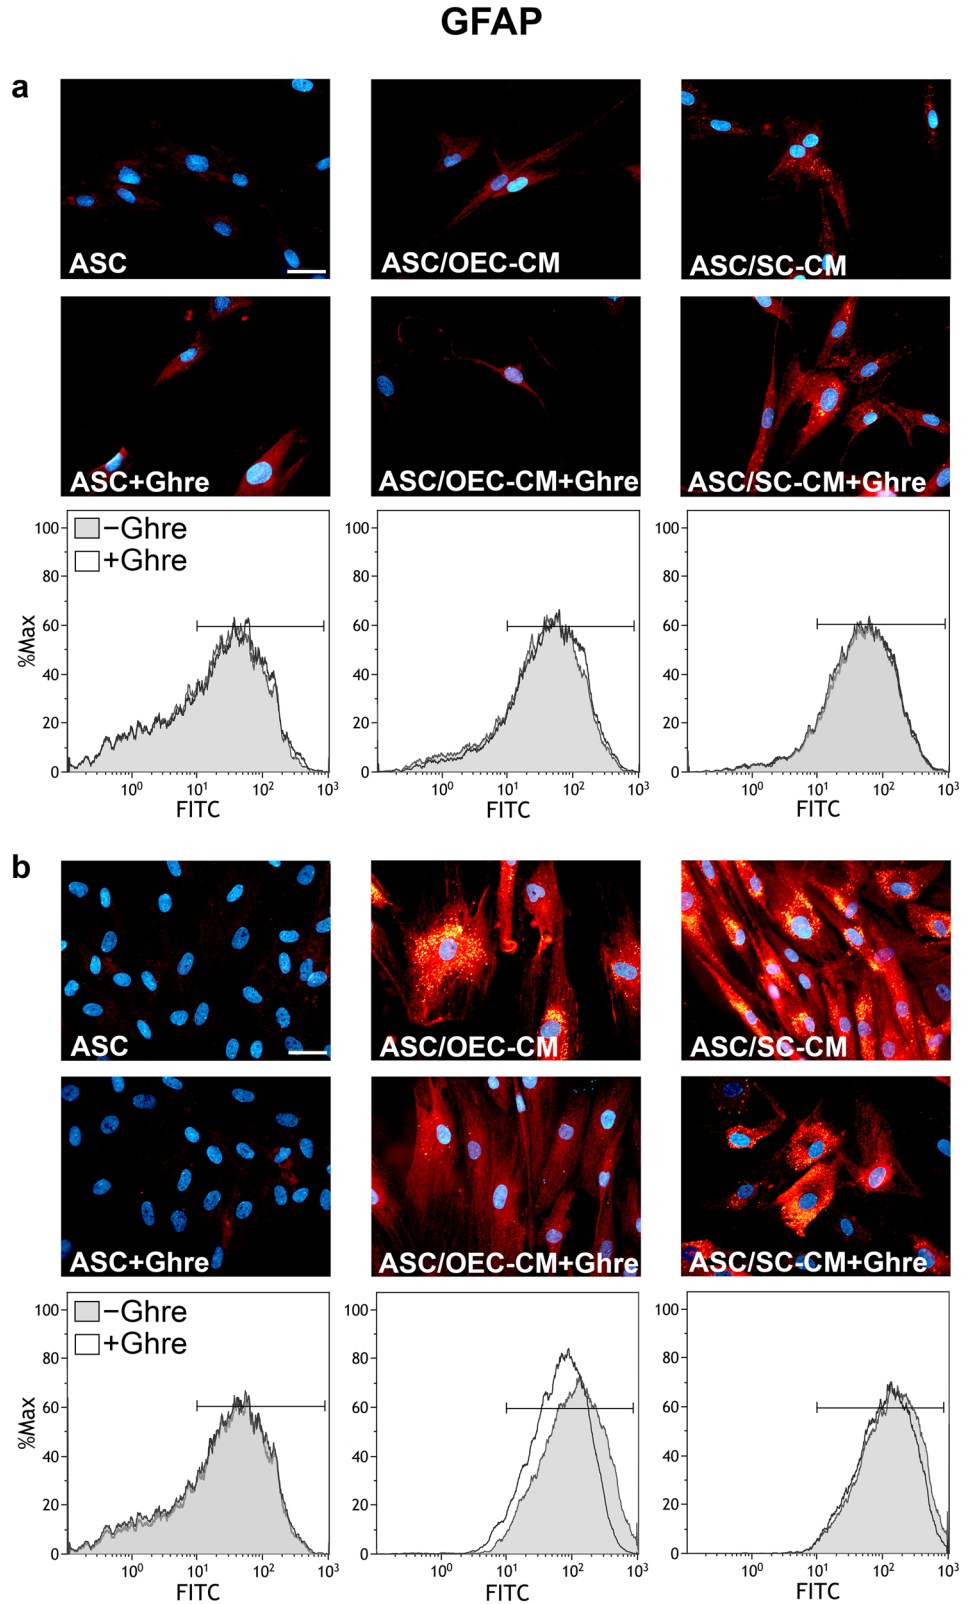 GFAP
a
ASC
ASC/OEC-CM
ASC/SC-CM
ASC+Ghre
ASC/OEC-CM+Ghre
ASC/SC-CM+Ghre
−Ghre
+Ghre
%Max
100
80
60
40
20
0
10⁰ 10¹ 10² 10³
FITC
100
80
60
40
20
0
10⁰ 10¹ 10² 10³
FITC
100
80
60
40
20
0
10⁰ 10¹ 10² 10³
FITC
b
ASC
ASC/OEC-CM
ASC/SC-CM
ASC+Ghre
ASC/OEC-CM+Ghre
ASC/SC-CM+Ghre
−Ghre
+Ghre
%Max
100
80
60
40
20
0
10⁰ 10¹ 10² 10³
FITC
100
80
60
40
20
0
10⁰ 10¹ 10² 10³
FITC
100
80
60
40
20
0
10⁰ 10¹ 10² 10³
FITC